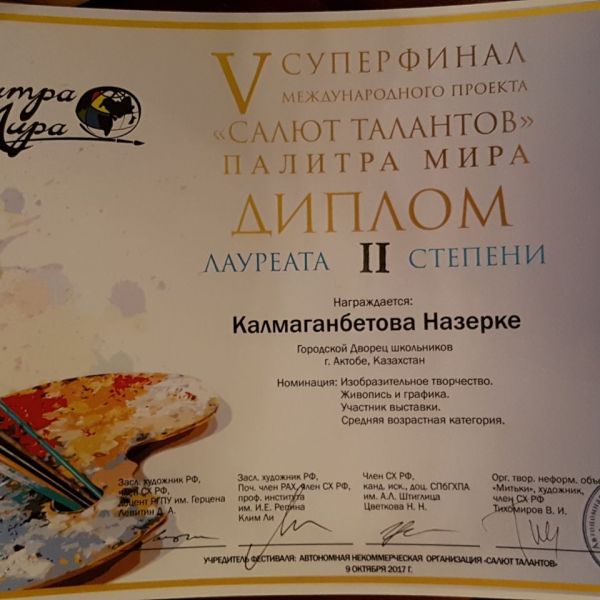 Мира
V СУПЕРФИНАЛ
МЕЖДУНАРОДНОГО ПРОЕКТА
«САЛЮТ ТАЛАНТОВ»
ПАЛИТРА МИРА
ДИПЛОМ
ЛАУРЕАТА II СТЕПЕНИ
Награждается:
Калмаганбетова Назерке
Городской Дворец школьников
г. Актобе, Казахстан
Номинация: Изобразительное творчество.
Живопись и графика.
Участник выставки.
Средняя возрастная категория.
Засл. художник РФ,
член СХ РФ,
доцент РГПУ им. Герцена
Левитин Д. А.
Засл. художник РФ,
Поч. член РАХ, член СХ РФ,
проф. института
им. И.Е. Репина
Клим Ли
Член СХ РФ,
канд. иск., доц. СПбГХПА
им. А.Л. Штиглица
Цветкова Н. Н.
Орг. твор. неформ.
«Митьки», художник,
член СХ РФ
Тихомиров В. И.
УЧРЕДИТЕЛЬ ФЕСТИВАЛЯ: АВТОНОМНАЯ НЕКОММЕРЧЕСКАЯ ОРГАНИЗАЦИЯ «САЛЮТ ТАЛАНТОВ»
9 ОКТЯБРЯ 2017 Г.